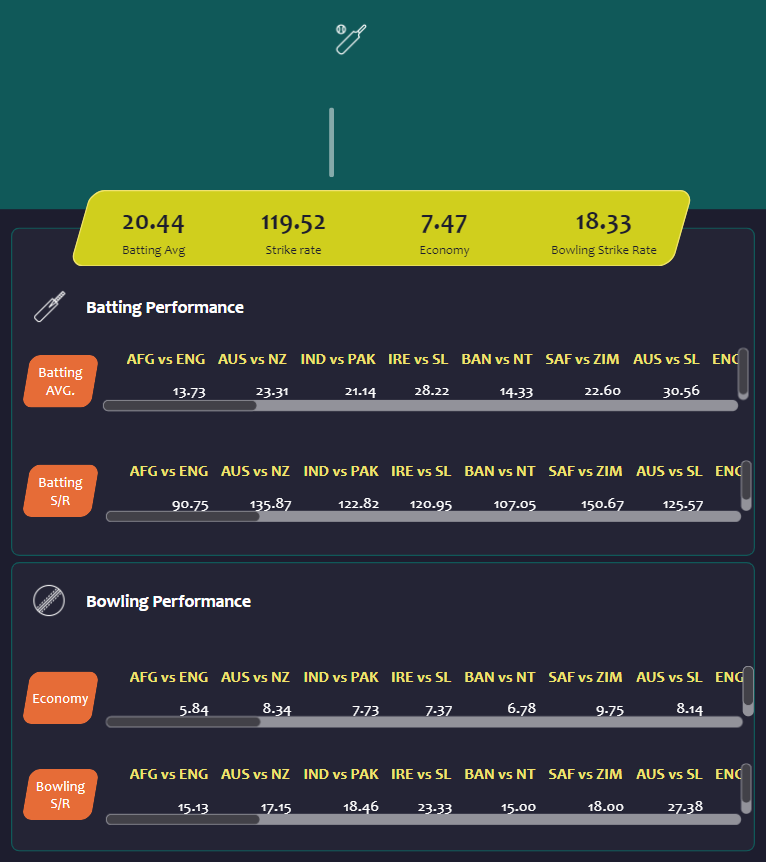 20.44 119.52 7.47 18.33
Batting Avg Strike rate Economy Bowling Strike Rate
Batting Performance
AFG vs ENG AUS vs NZ IND vs PAK IRE vs SL BAN vs NT SAF vs ZIM AUS vs SL ENG
Batting
AVG.
13.73 23.31 21.14 28.22 14.33 22.60 30.56
AFG vs ENG AUS vs NZ IND vs PAK IRE vs SL BAN vs NT SAF vs ZIM AUS vs SL ENG
Batting
S/R
90.75 135.87 122.82 120.95 107.05 150.67 125.57
Bowling Performance
AFG vs ENG AUS vs NZ IND vs PAK IRE vs SL BAN vs NT SAF vs ZIM AUS vs SL ENG
Economy
5.84 8.34 7.73 7.37 6.78 9.75 8.14
AFG vs ENG AUS vs NZ IND vs PAK IRE vs SL BAN vs NT SAF vs ZIM AUS vs SL ENG
Bowling
S/R
15.13 17.15 18.46 23.33 15.00 18.00 27.38